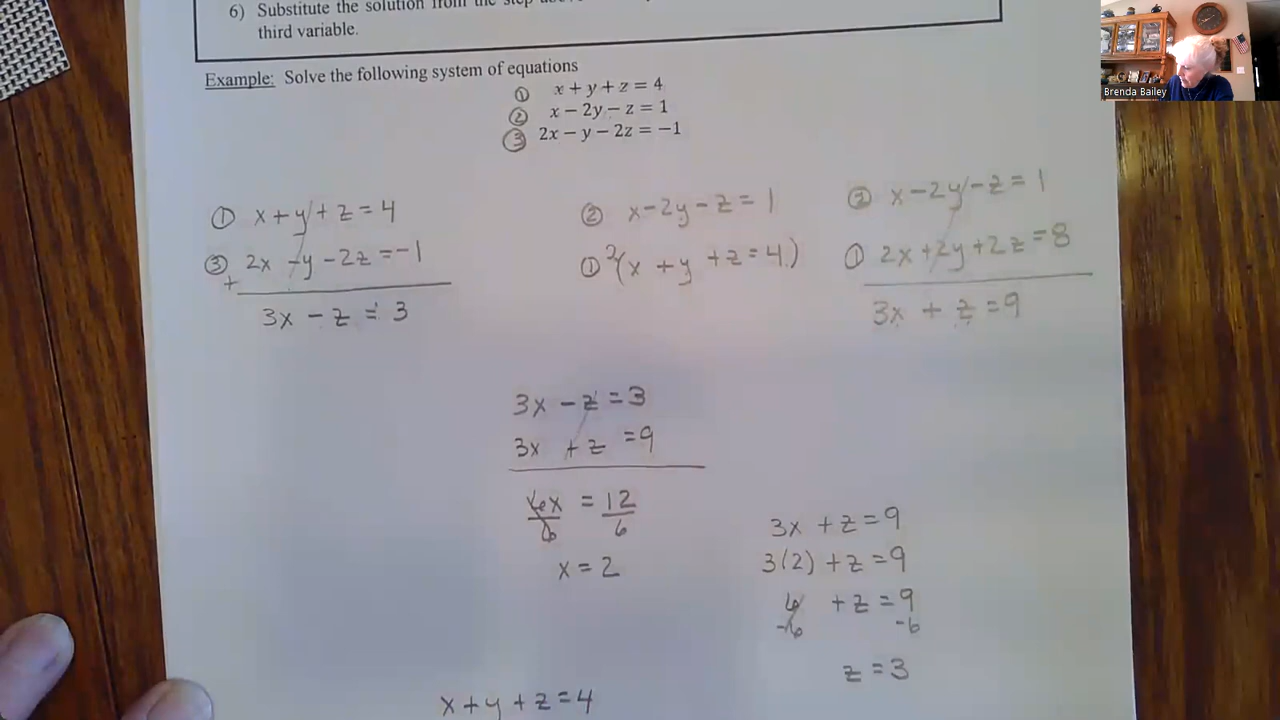 6) Substitute the solution from the step
third variable.
Example: Solve the following system of equations
① x + y + z = 4
② x − 2y − z = 1
③ 2x − y − 2z = −1
① x + y + z = 4
③ 2x − y − 2z = −1
+
3x − z = 3
② x − 2y − z = 1
① 2(x + y + z = 4)
② x − 2y − z = 1
① 2x + 2y + 2z = 8
3x + z = 9
3x − z = 3
3x + z = 9
6x = 12
6 6
x = 2
3x + z = 9
3(2) + z = 9
6 + z = 9
−6 −6
z = 3
x + y + z = 4
Brenda Bailey